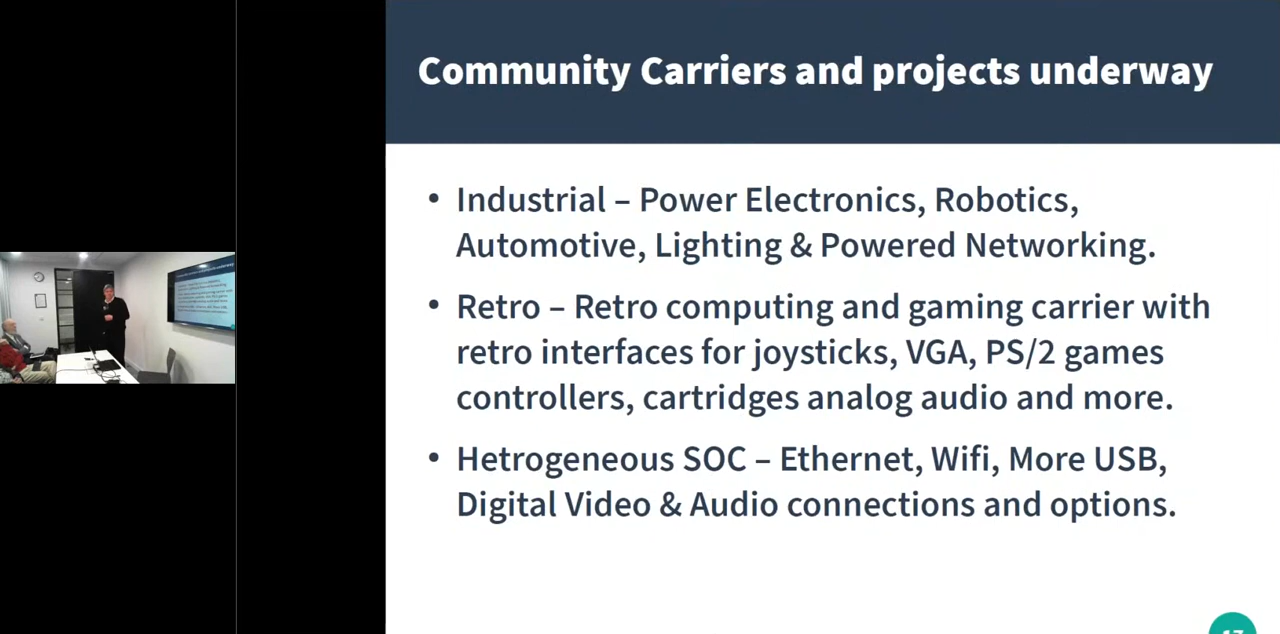 Community Carriers and projects underway
• Industrial – Power Electronics, Robotics,
Automotive, Lighting & Powered Networking.
• Retro – Retro computing and gaming carrier with
retro interfaces for joysticks, VGA, PS/2 games
controllers, cartridges analog audio and more.
• Hetrogeneous SOC – Ethernet, Wifi, More USB,
Digital Video & Audio connections and options.
17